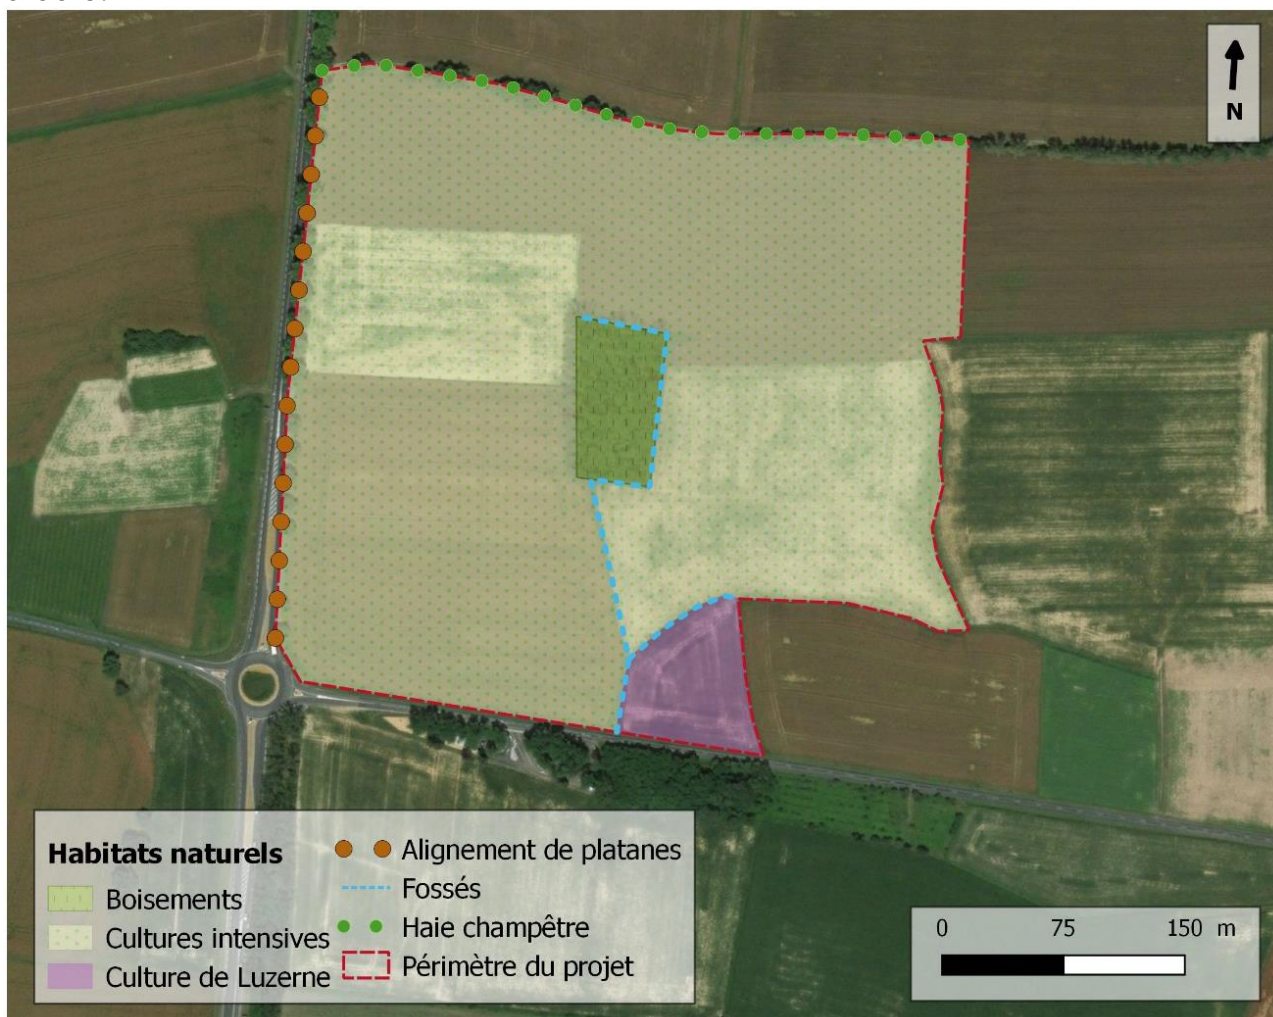 N
Habitats naturels
Boisements
Cultures intensives
Culture de Luzerne
Alignement de platanes
Fossés
Haie champêtre
Périmètre du projet
0 75 150 m